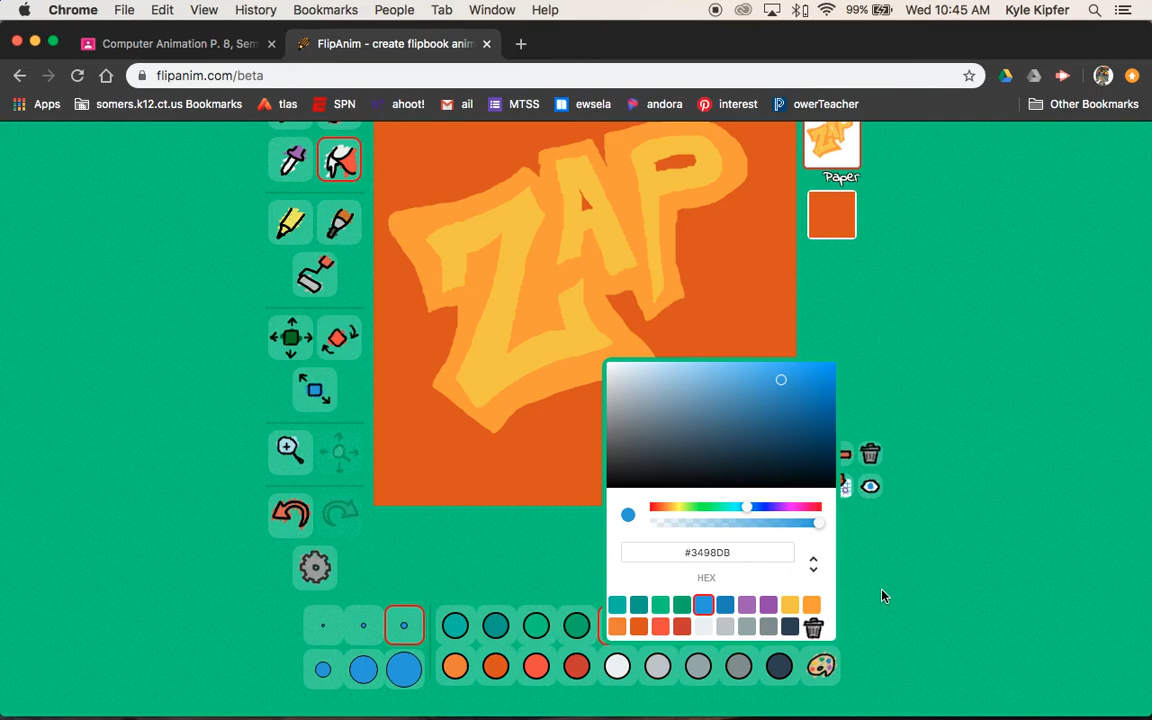 Chrome File Edit View History Bookmarks People Tab Window Help 99% Wed 10:45 AM Kyle Kipfer
Computer Animation P. 8, Sem FlipAnim - create flipbook anim
flipanim.com/beta
Apps somers.k12.ct.us Bookmarks tlas SPN ahoot! ail MTSS ewsela andora interest owerTeacher Other Bookmarks
ZAP
ZAP
Paper
#3498DB
HEX